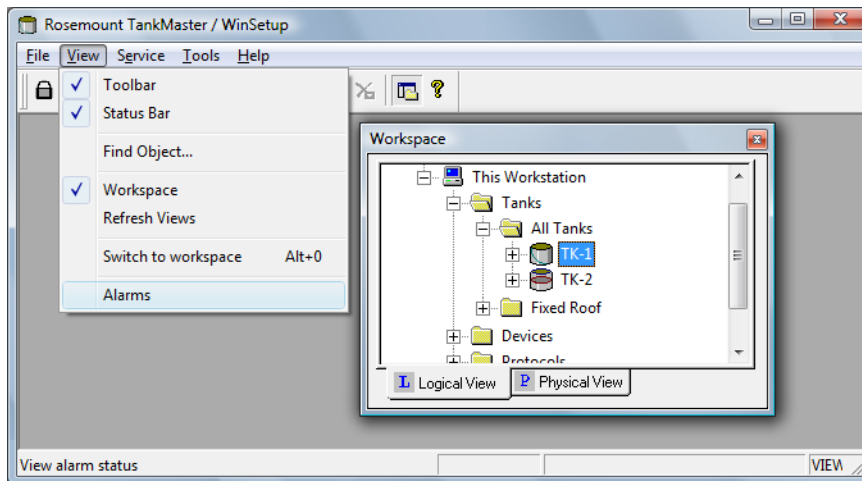 Rosemount TankMaster / WinSetup
File View Service Tools Help
Toolbar
Status Bar
Find Object...
Workspace
Refresh Views
Switch to workspace Alt+0
Alarms
Workspace
This Workstation
Tanks
All Tanks
TK-1
TK-2
Fixed Roof
Devices
Protocols
L Logical View P Physical View
View alarm status VIEW